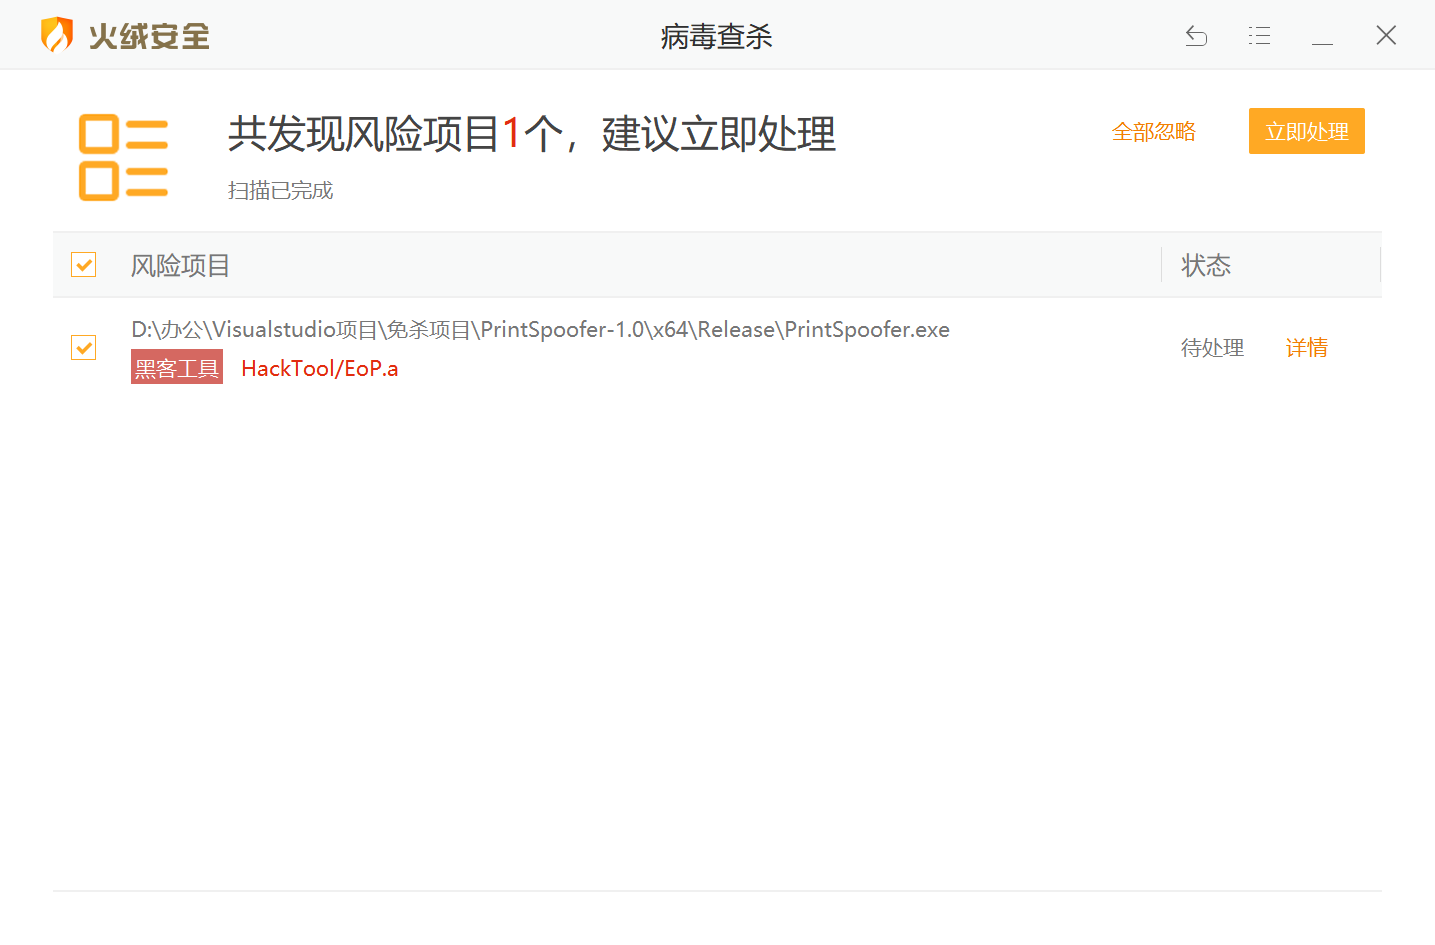 火绒安全
病毒查杀
共发现风险项目1个，建议立即处理
全部忽略
立即处理
扫描已完成
风险项目
状态
D:\办公\Visualstudio项目\免杀项目\PrintSpoofer-1.0\x64\Release\PrintSpoofer.exe
黑客工具 HackTool/EoP.a
待处理
详情